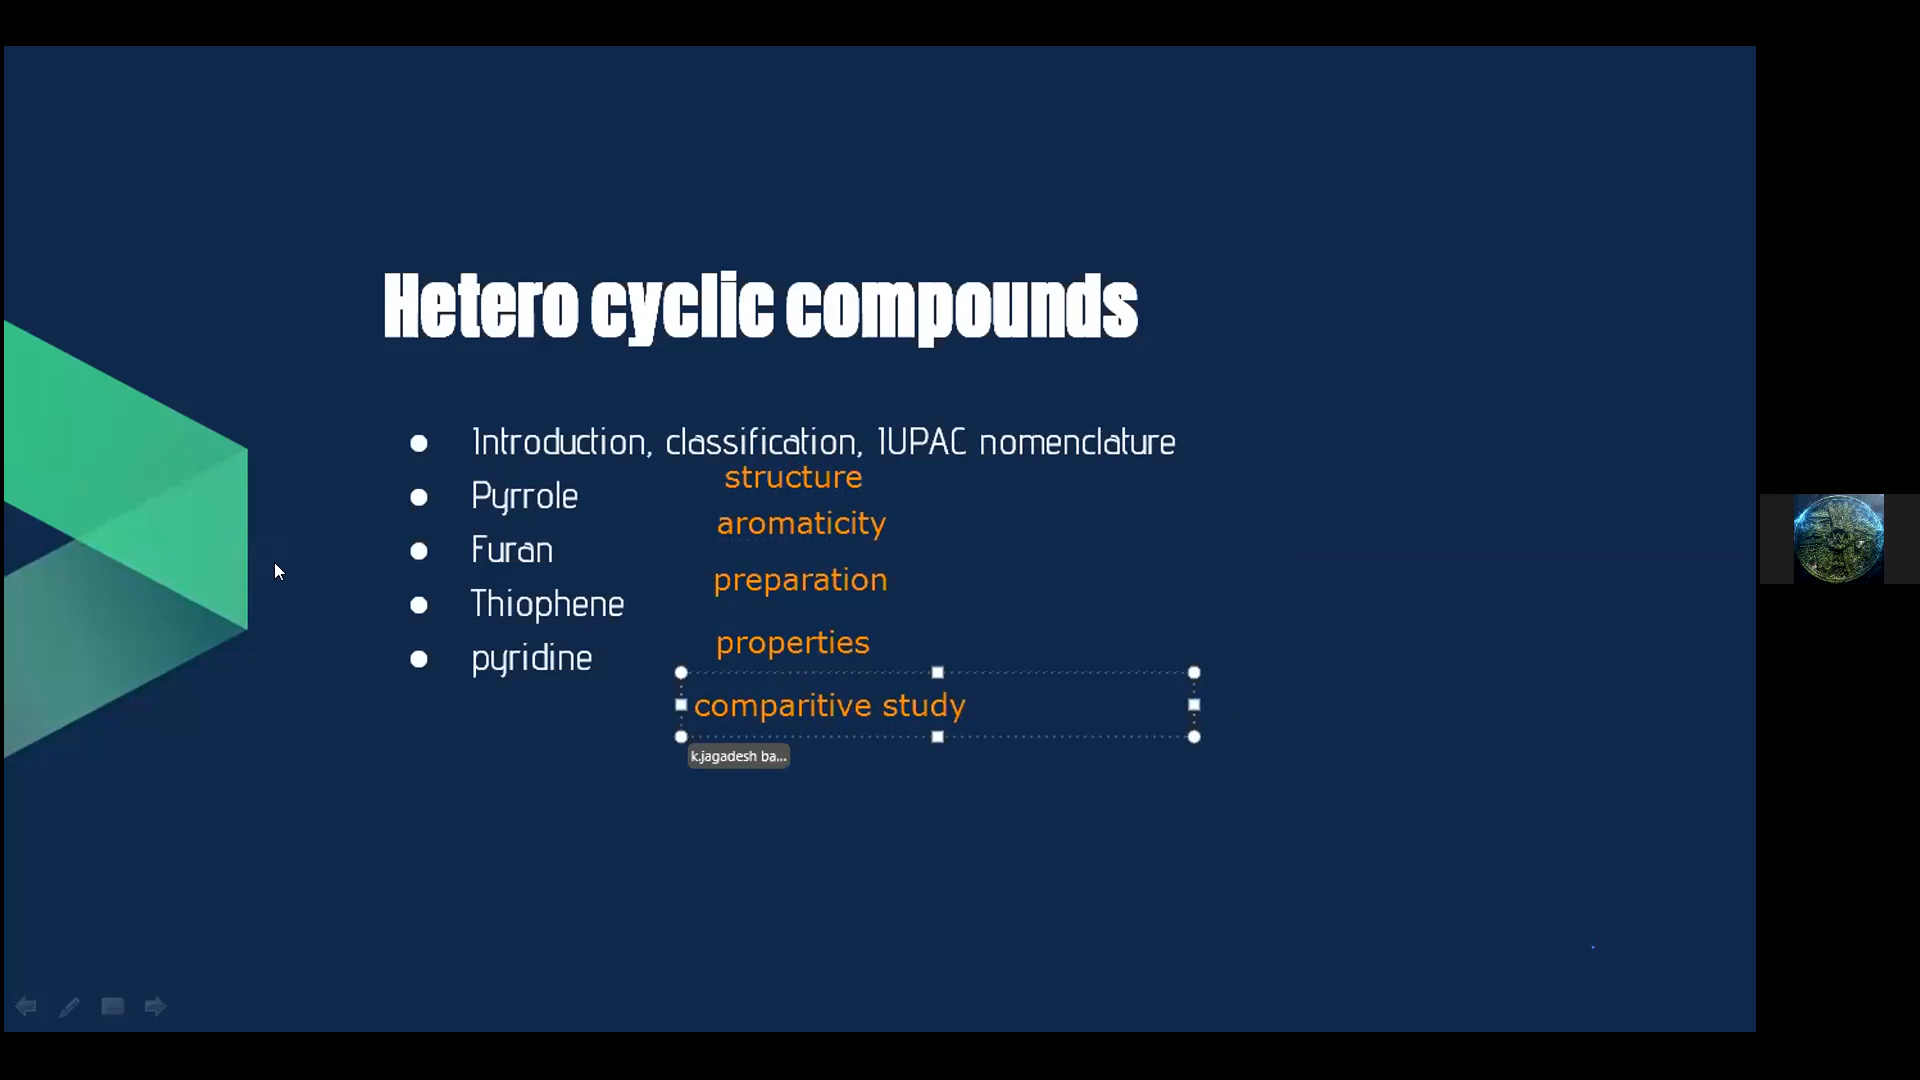 Hetero cyclic compounds
Introduction, classification, IUPAC nomenclature
structure
Pyrrole
aromaticity
Furan
preparation
Thiophene
properties
pyridine
comparitive study
k.jagadesh ba...